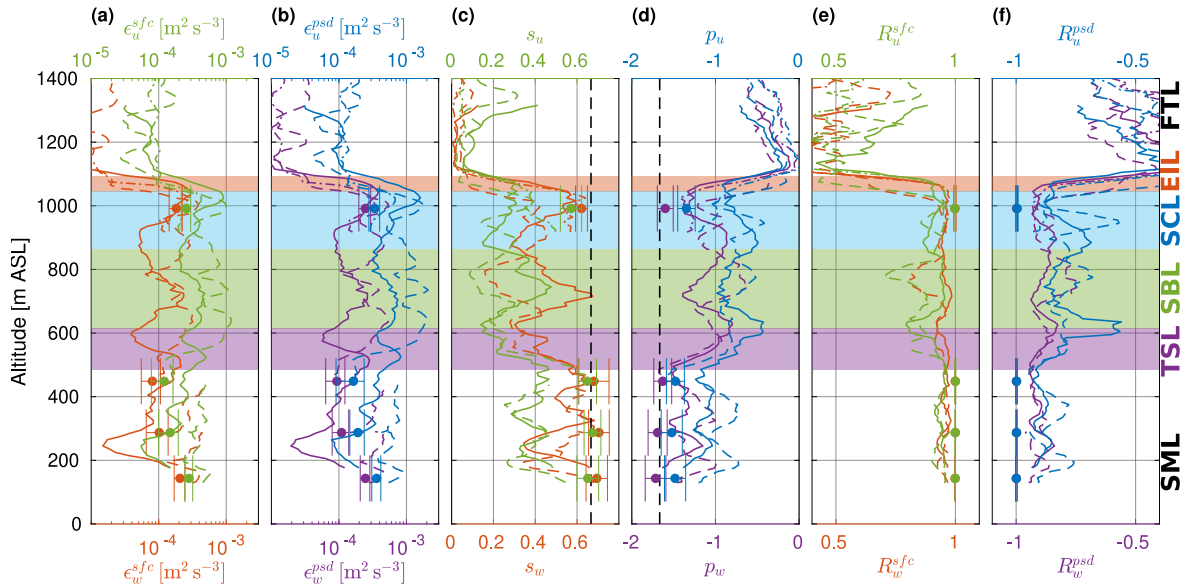 (a) ϵ_u^{sfc} [m² s⁻³] (b) ϵ_u^{psd} [m² s⁻³] (c) s_u (d) p_u (e) R_u^{sfc} (f) R_u^{psd}
10⁻⁵ 10⁻⁴ 10⁻³ 10⁻⁵ 10⁻⁴ 10⁻³ 0 0.2 0.4 0.6 -2 -1 0 0.5 1 -1 -0.5
1400
1200
1000
800
600
400
200
0
Altitude [m ASL]
FTL
EIL
SCL
SBL
TSL
SML
10⁻⁴ 10⁻³ 10⁻⁴ 10⁻³ 0 0.2 0.4 0.6 -2 -1 0 0.5 1 -1 -0.5
ϵ_w^{sfc} [m² s⁻³] ϵ_w^{psd} [m² s⁻³] s_w p_w R_w^{sfc} R_w^{psd}